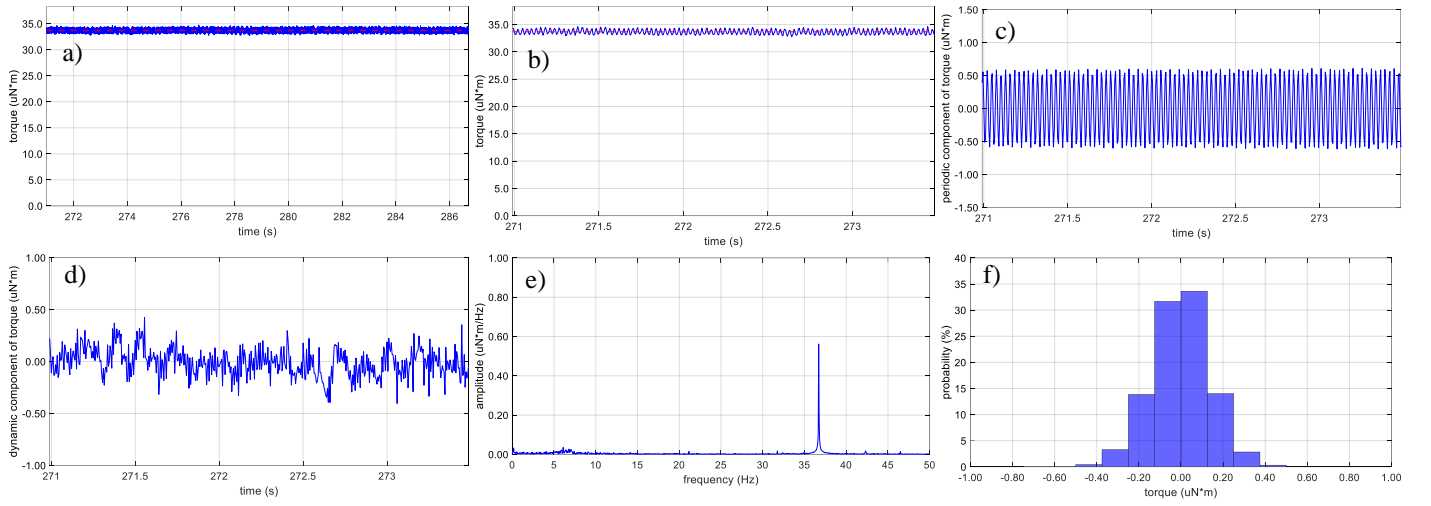 a)
torque (uN*m)
35.0
30.0
25.0
20.0
15.0
10.0
5.0
0.0
272 274 276 278 280 282 284 286
time (s)
b)
torque (uN*m)
35.0
30.0
25.0
20.0
15.0
10.0
5.0
0.0
271 271.5 272 272.5 273
time (s)
c)
periodic component of torque (uN*m)
1.50
1.00
0.50
0.00
-0.50
-1.00
-1.50
271 271.5 272 272.5 273
time (s)
d)
dynamic component of torque (uN*m)
1.00
0.50
0.00
-0.50
-1.00
271 271.5 272 272.5 273
time (s)
e)
amplitude (uN*m/Hz)
1.00
0.80
0.60
0.40
0.20
0.00
0 5 10 15 20 25 30 35 40 45 50
frequency (Hz)
f)
probability (%)
40
35
30
25
20
15
10
5
0
-1.00 -0.80 -0.60 -0.40 -0.20 0.00 0.20 0.40 0.60 0.80 1.00
torque (uN*m)